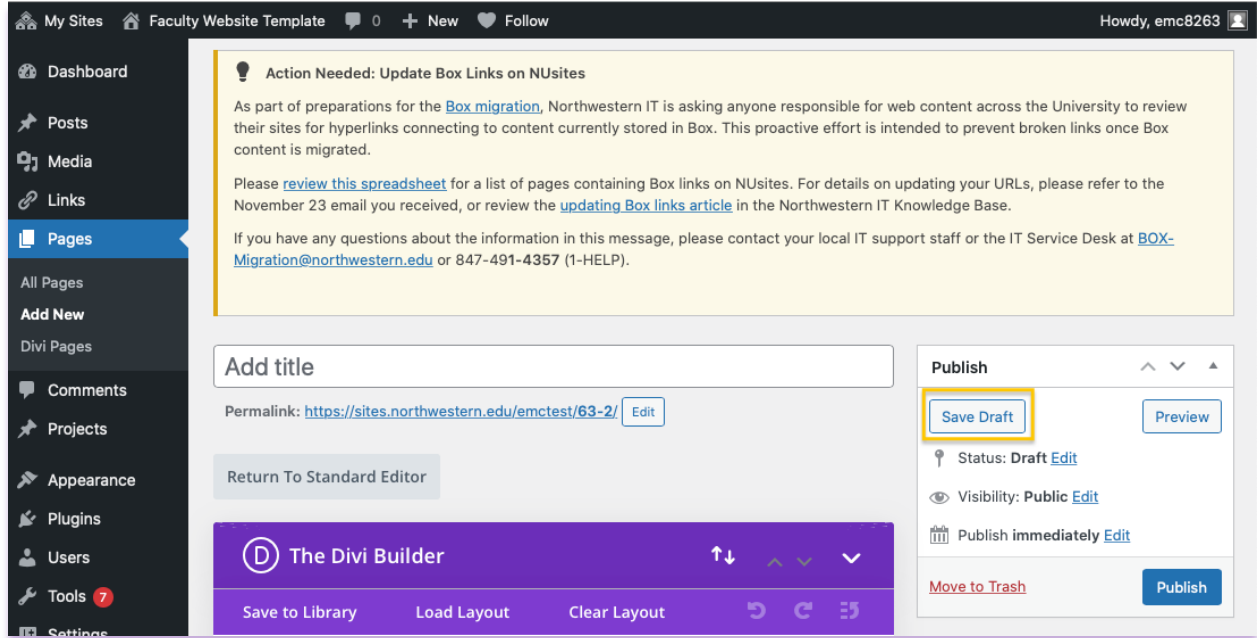 My Sites Faculty Website Template 0 New Follow Howdy, emc8263
Dashboard
Posts
Media
Links
Pages
All Pages
Add New
Divi Pages
Comments
Projects
Appearance
Plugins
Users
Tools 7
Settings
Action Needed: Update Box Links on NUsites
As part of preparations for the Box migration, Northwestern IT is asking anyone responsible for web content across the University to review
their sites for hyperlinks connecting to content currently stored in Box. This proactive effort is intended to prevent broken links once Box
content is migrated.
Please review this spreadsheet for a list of pages containing Box links on NUsites. For details on updating your URLs, please refer to the
November 23 email you received, or review the updating Box links article in the Northwestern IT Knowledge Base.
If you have any questions about the information in this message, please contact your local IT support staff or the IT Service Desk at BOX-
Migration@northwestern.edu or 847-491-4357 (1-HELP).
Add title
Permalink: https://sites.northwestern.edu/emctest/63-2/ Edit
Return To Standard Editor
D The Divi Builder
Save to Library Load Layout Clear Layout
Publish
Save Draft Preview
Status: Draft Edit
Visibility: Public Edit
Publish immediately Edit
Move to Trash Publish